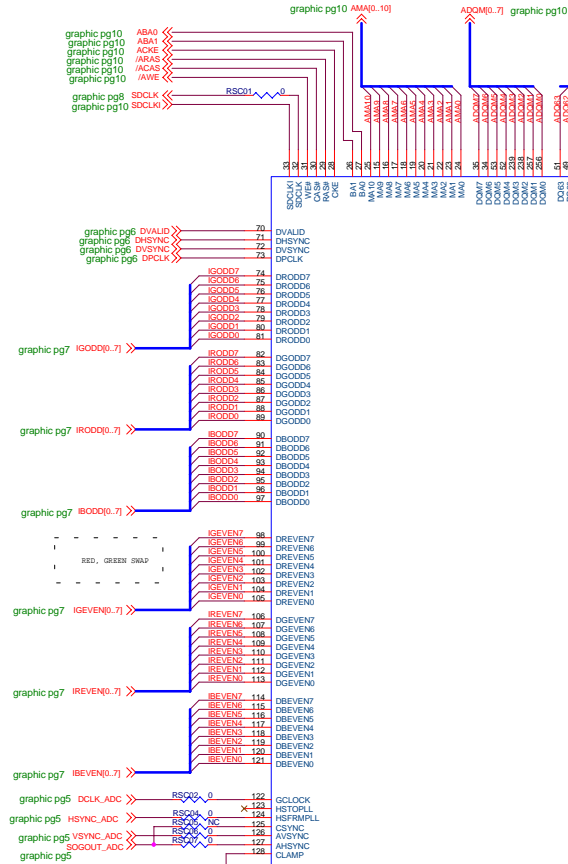 graphic pg10 AMA[0..10]
ADQM[0..7] graphic pg10
graphic pg10 ABA0
graphic pg10 ABA1
graphic pg10 ACKE
graphic pg10 /ARAS
graphic pg10 /ACAS
graphic pg10 /AWE
graphic pg8 SDCLK RSC01 0
graphic pg10 SDCLKI
AMA10 AMA9 AMA8 AMA7 AMA6 AMA5 AMA4 AMA3 AMA2 AMA1 AMA0
ADQM7 ADQM6 ADQM5 ADQM4 ADQM3 ADQM2 ADQM1 ADQM0
ADQ63 ADQ62
33 32 31 30 29 28 26 27 25 15 16 17 18 19 20 21 22 23 24 35 34 53 52 239 238 257 256 51 49
SDCLKI SDCLK WE# CAS# RAS# CKE BA1 BA0 MA10 MA9 MA8 MA7 MA6 MA5 MA4 MA3 MA2 MA1 MA0 DQM7 DQM6 DQM5 DQM4 DQM3 DQM2 DQM1 DQM0 DQ63
graphic pg6 DVALID 70 DVALID
graphic pg6 DHSYNC 71 DHSYNC
graphic pg6 DVSYNC 72 DVSYNC
graphic pg6 DPCLK 73 DPCLK
IGODD7 74 DRODD7
IGODD6 75 DRODD6
IGODD5 76 DRODD5
IGODD4 77 DRODD4
IGODD3 78 DRODD3
IGODD2 79 DRODD2
IGODD1 80 DRODD1
IGODD0 81 DRODD0
graphic pg7 IGODD[0..7]
IRODD7 82 DGODD7
IRODD6 83 DGODD6
IRODD5 84 DGODD5
IRODD4 85 DGODD4
IRODD3 86 DGODD3
IRODD2 87 DGODD2
IRODD1 88 DGODD1
IRODD0 89 DGODD0
graphic pg7 IRODD[0..7]
IBODD7 90 DBODD7
IBODD6 91 DBODD6
IBODD5 92 DBODD5
IBODD4 93 DBODD4
IBODD3 94 DBODD3
IBODD2 95 DBODD2
IBODD1 96 DBODD1
IBODD0 97 DBODD0
graphic pg7 IBODD[0..7]
IGEVEN7 98 DREVEN7
IGEVEN6 99 DREVEN6
IGEVEN5 100 DREVEN5
IGEVEN4 101 DREVEN4
IGEVEN3 102 DREVEN3
IGEVEN2 103 DREVEN2
IGEVEN1 104 DREVEN1
IGEVEN0 105 DREVEN0
RED, GREEN SWAP
graphic pg7 IGEVEN[0..7]
IREVEN7 106 DGEVEN7
IREVEN6 107 DGEVEN6
IREVEN5 108 DGEVEN5
IREVEN4 109 DGEVEN4
IREVEN3 110 DGEVEN3
IREVEN2 111 DGEVEN2
IREVEN1 112 DGEVEN1
IREVEN0 113 DGEVEN0
graphic pg7 IREVEN[0..7]
IBEVEN7 114 DBEVEN7
IBEVEN6 115 DBEVEN6
IBEVEN5 116 DBEVEN5
IBEVEN4 117 DBEVEN4
IBEVEN3 118 DBEVEN3
IBEVEN2 119 DBEVEN2
IBEVEN1 120 DBEVEN1
IBEVEN0 121 DBEVEN0
graphic pg7 IBEVEN[0..7]
graphic pg5 DCLK_ADC RSC02 0 122 GCLOCK
123 HSTOPLL
graphic pg5 HSYNC_ADC RSC04 0 124 HSFRMPLL
RSC05 NC 125 CSYNC
graphic pg5 VSYNC_ADC RSC06 0 126 AVSYNC
SOGOUT_ADC RSC07 0 127 AHSYNC
graphic pg5 128 CLAMP